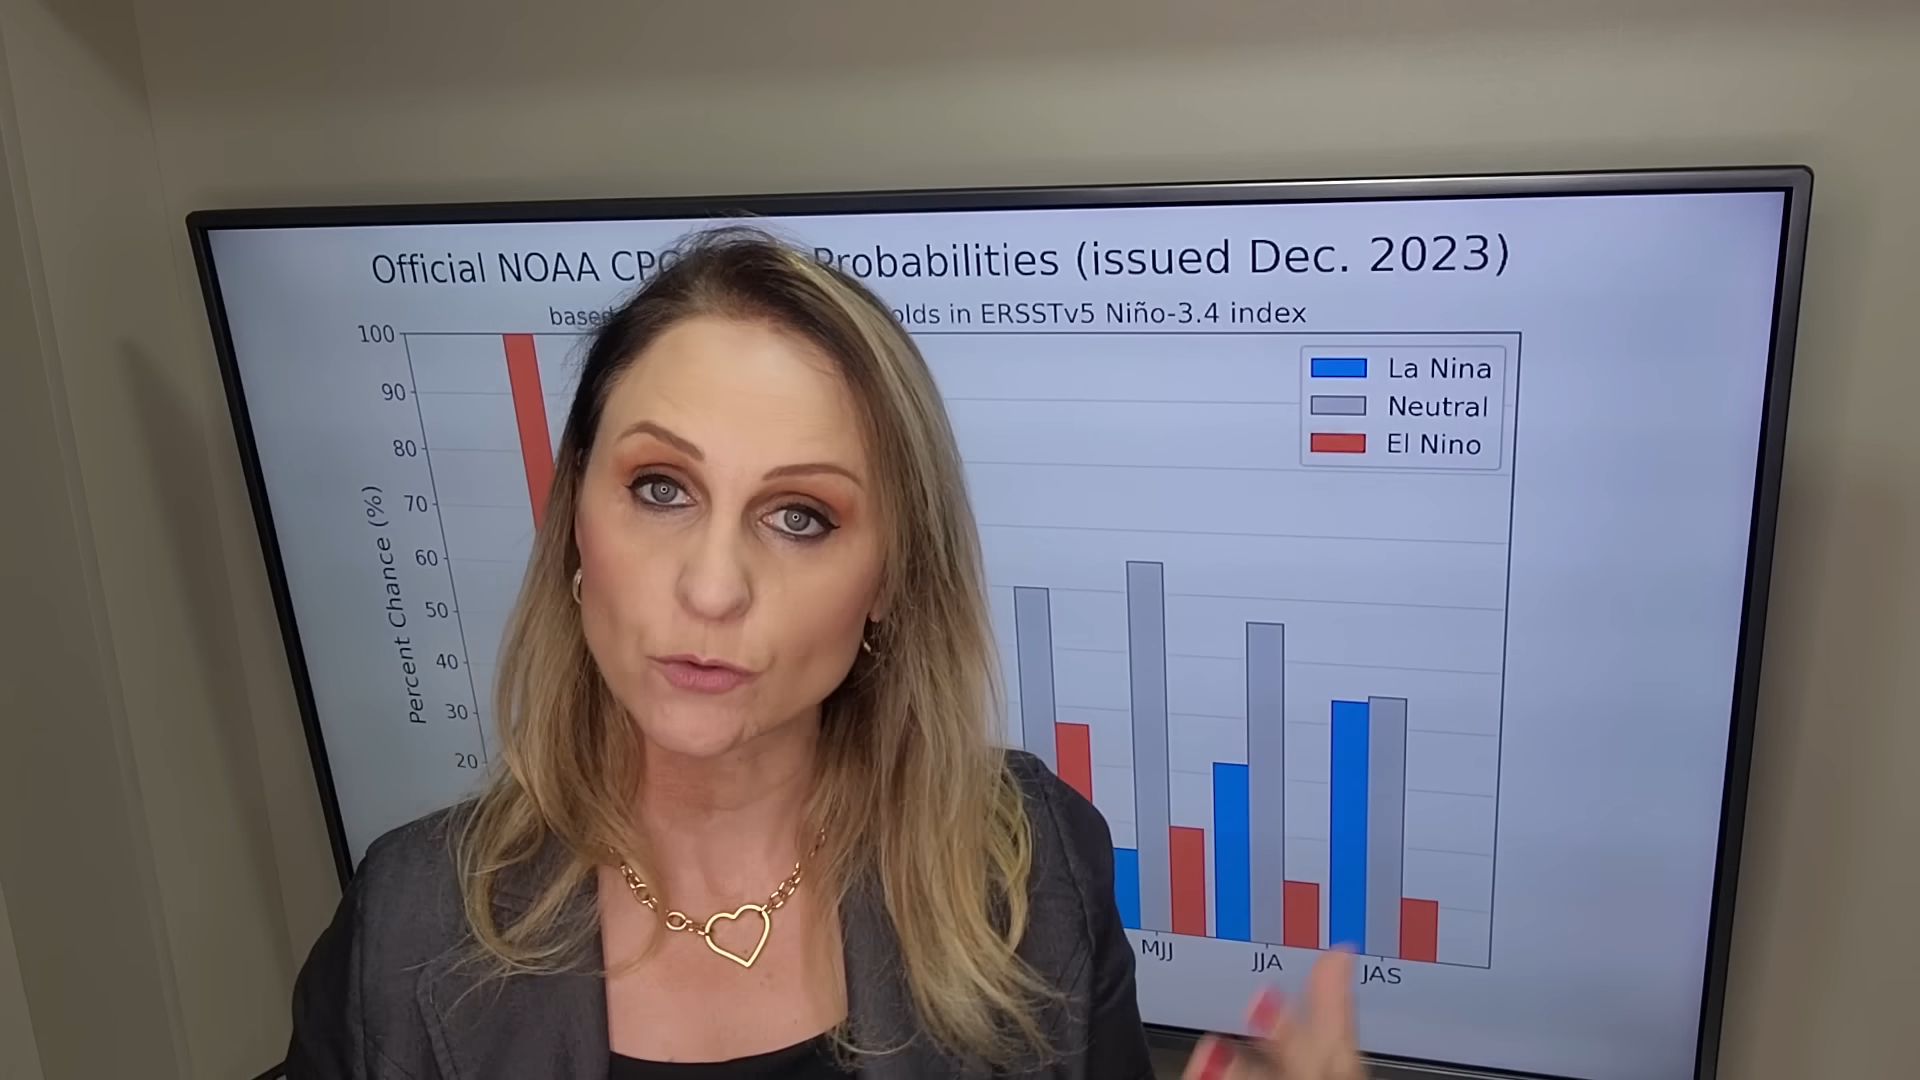 Official NOAA CPC Probabilities (issued Dec. 2023)
based olds in ERSSTv5 Niño-3.4 index
100
90
80
70
60
50
40
30
20
Percent Chance (%)
La Nina
Neutral
El Nino
MJJ
JJA
JAS